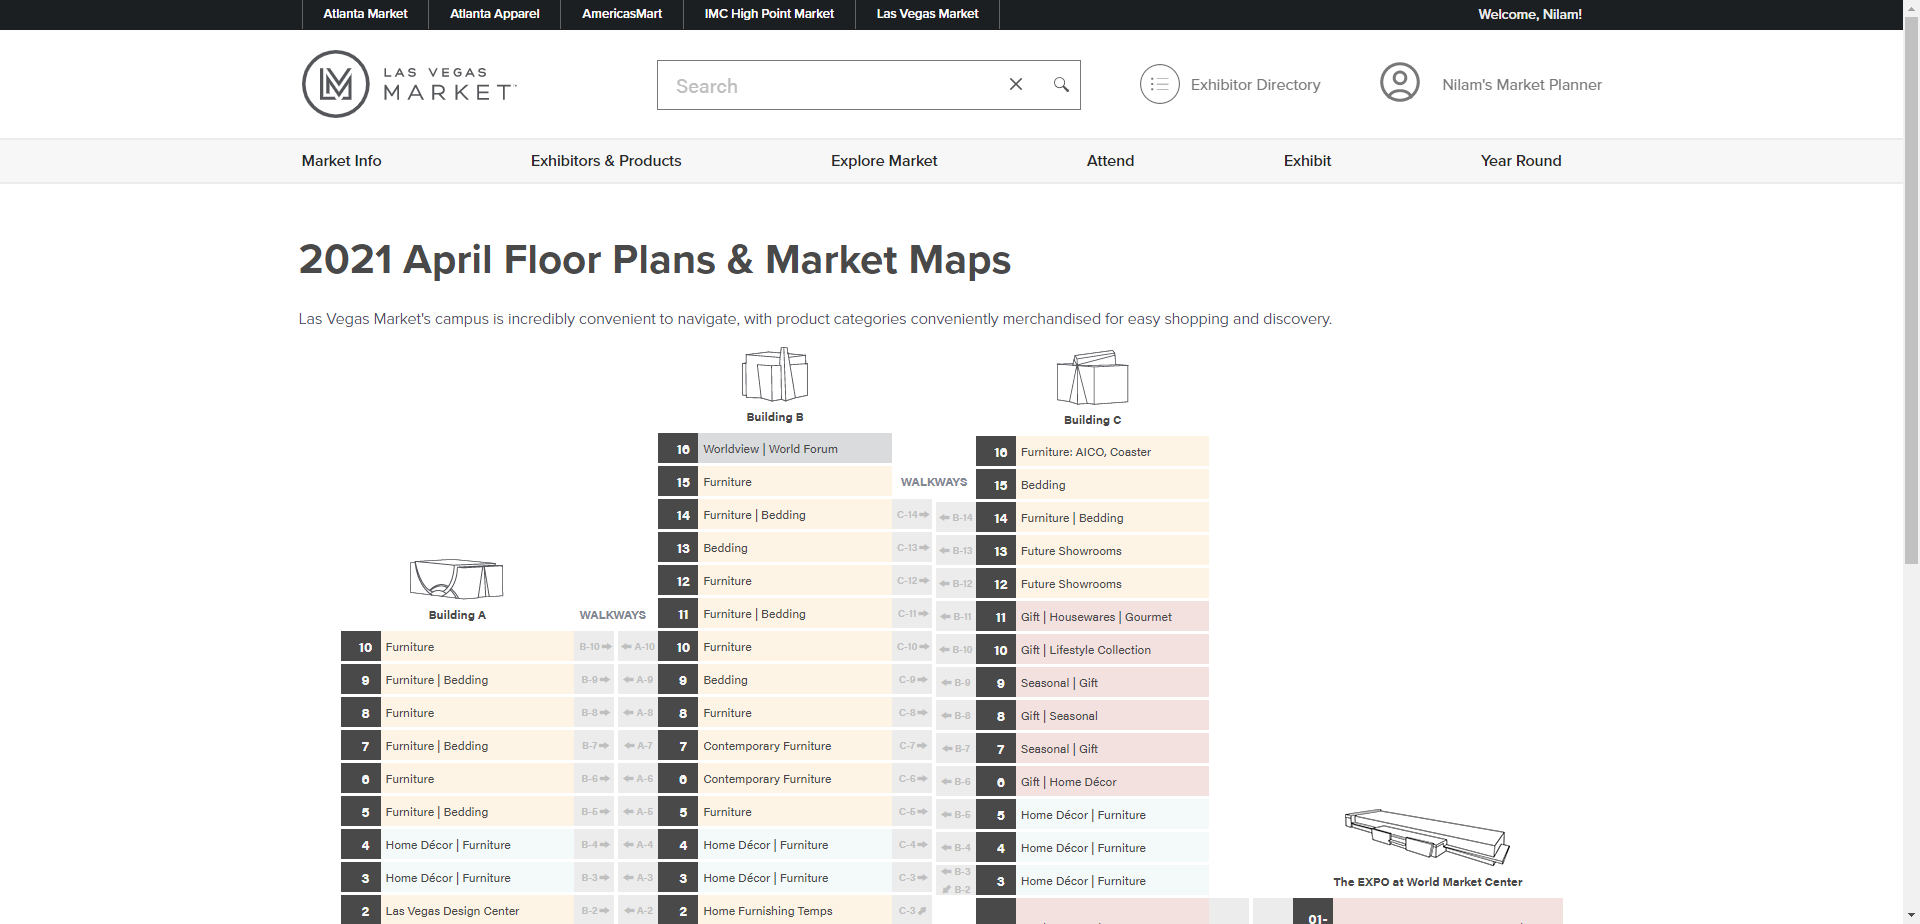 Atlanta Market Atlanta Apparel AmericasMart IMC High Point Market Las Vegas Market Welcome, Nilam!
LAS VEGAS
MARKET
Search
Exhibitor Directory
Nilam's Market Planner
Market Info Exhibitors & Products Explore Market Attend Exhibit Year Round
2021 April Floor Plans & Market Maps
Las Vegas Market's campus is incredibly convenient to navigate, with product categories conveniently merchandised for easy shopping and discovery.
Building A
WALKWAYS
10 Furniture B-10 A-10
9 Furniture | Bedding B-9 A-9
8 Furniture B-8 A-8
7 Furniture | Bedding B-7 A-7
6 Furniture B-6 A-6
5 Furniture | Bedding B-5 A-5
4 Home Décor | Furniture B-4 A-4
3 Home Décor | Furniture B-3 A-3
2 Las Vegas Design Center B-2 A-2
Building B
16 Worldview | World Forum
15 Furniture
WALKWAYS
14 Furniture | Bedding C-14 B-14
13 Bedding C-13 B-13
12 Furniture C-12 B-12
11 Furniture | Bedding C-11 B-11
10 Furniture C-10 B-10
9 Bedding C-9 B-9
8 Furniture C-8 B-8
7 Contemporary Furniture C-7 B-7
6 Contemporary Furniture C-6 B-6
5 Furniture C-5 B-5
4 Home Décor | Furniture C-4 B-4
3 Home Décor | Furniture C-3 B-3
B-2
2 Home Furnishing Temps C-3
Building C
16 Furniture: AICO, Coaster
15 Bedding
14 Furniture | Bedding
13 Future Showrooms
12 Future Showrooms
11 Gift | Housewares | Gourmet
10 Gift | Lifestyle Collection
9 Seasonal | Gift
8 Gift | Seasonal
7 Seasonal | Gift
6 Gift | Home Décor
5 Home Décor | Furniture
4 Home Décor | Furniture
3 Home Décor | Furniture
The EXPO at World Market Center
01-